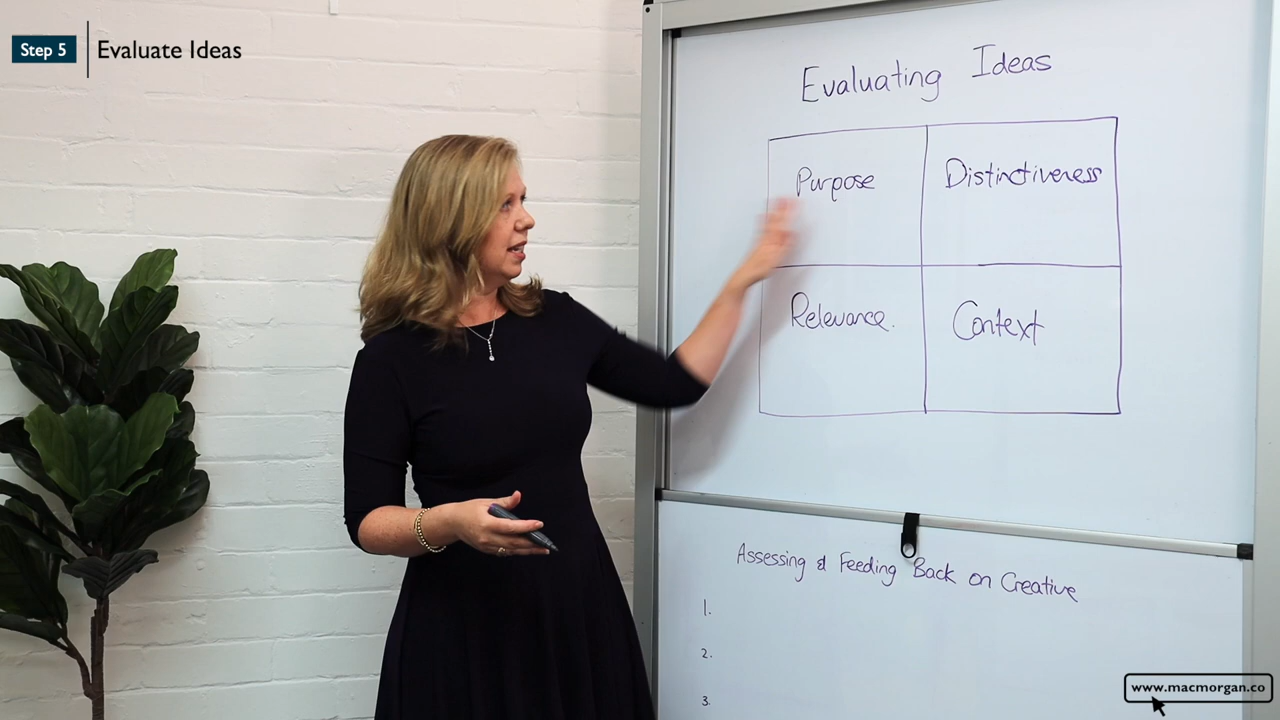 Step 5
Evaluate Ideas
Evaluating Ideas
Purpose
Distinctiveness
Relevance.
Context
Assessing & Feeding Back on Creative
1.
2.
3.
www.macmorgan.co